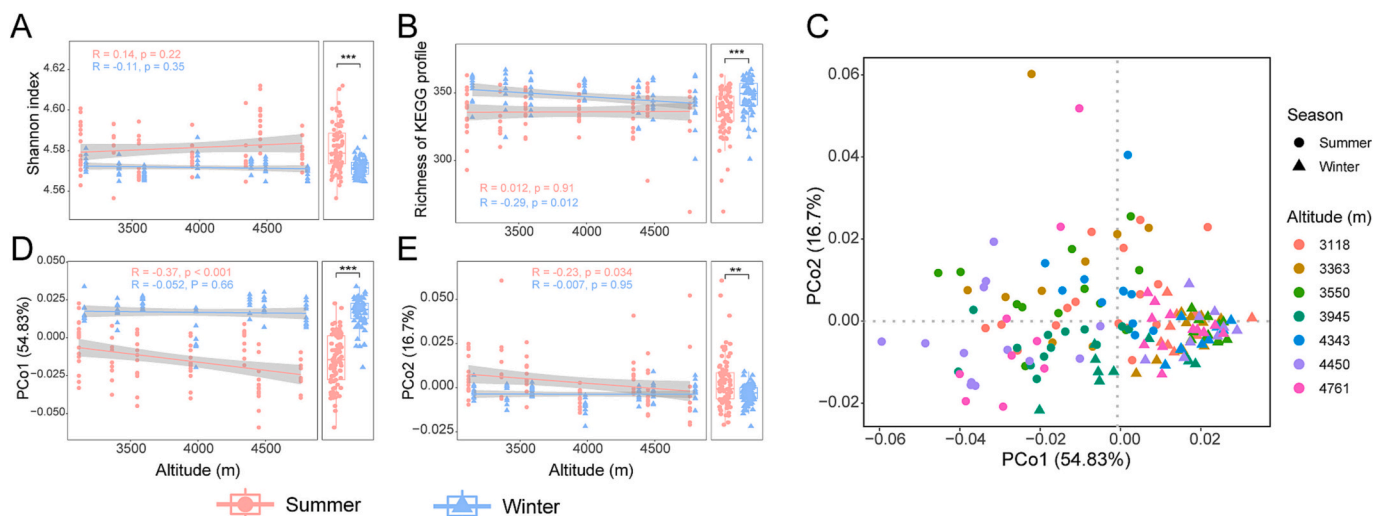 A
R = 0.14, p = 0.22
R = -0.11, p = 0.35
***
Shannon index
4.62
4.60
4.58
4.56
3500
4000
4500
B
***
Richness of KEGG profile
350
300
R = 0.012, p = 0.91
R = -0.29, p = 0.012
3500
4000
4500
C
PCo2 (16.7%)
0.06
0.04
0.02
0.00
−0.02
−0.06
−0.04
−0.02
0.00
0.02
PCo1 (54.83%)
Season
Summer
Winter
Altitude (m)
3118
3363
3550
3945
4343
4450
4761
D
R = -0.37, p < 0.001
R = -0.052, P = 0.66
***
PCo1 (54.83%)
0.050
0.025
0.000
−0.025
−0.050
3500
4000
4500
Altitude (m)
E
R = -0.23, p = 0.034
R = -0.007, p = 0.95
**
PCo2 (16.7%)
0.075
0.050
0.025
0.000
−0.025
3500
4000
4500
Altitude (m)
Summer
Winter